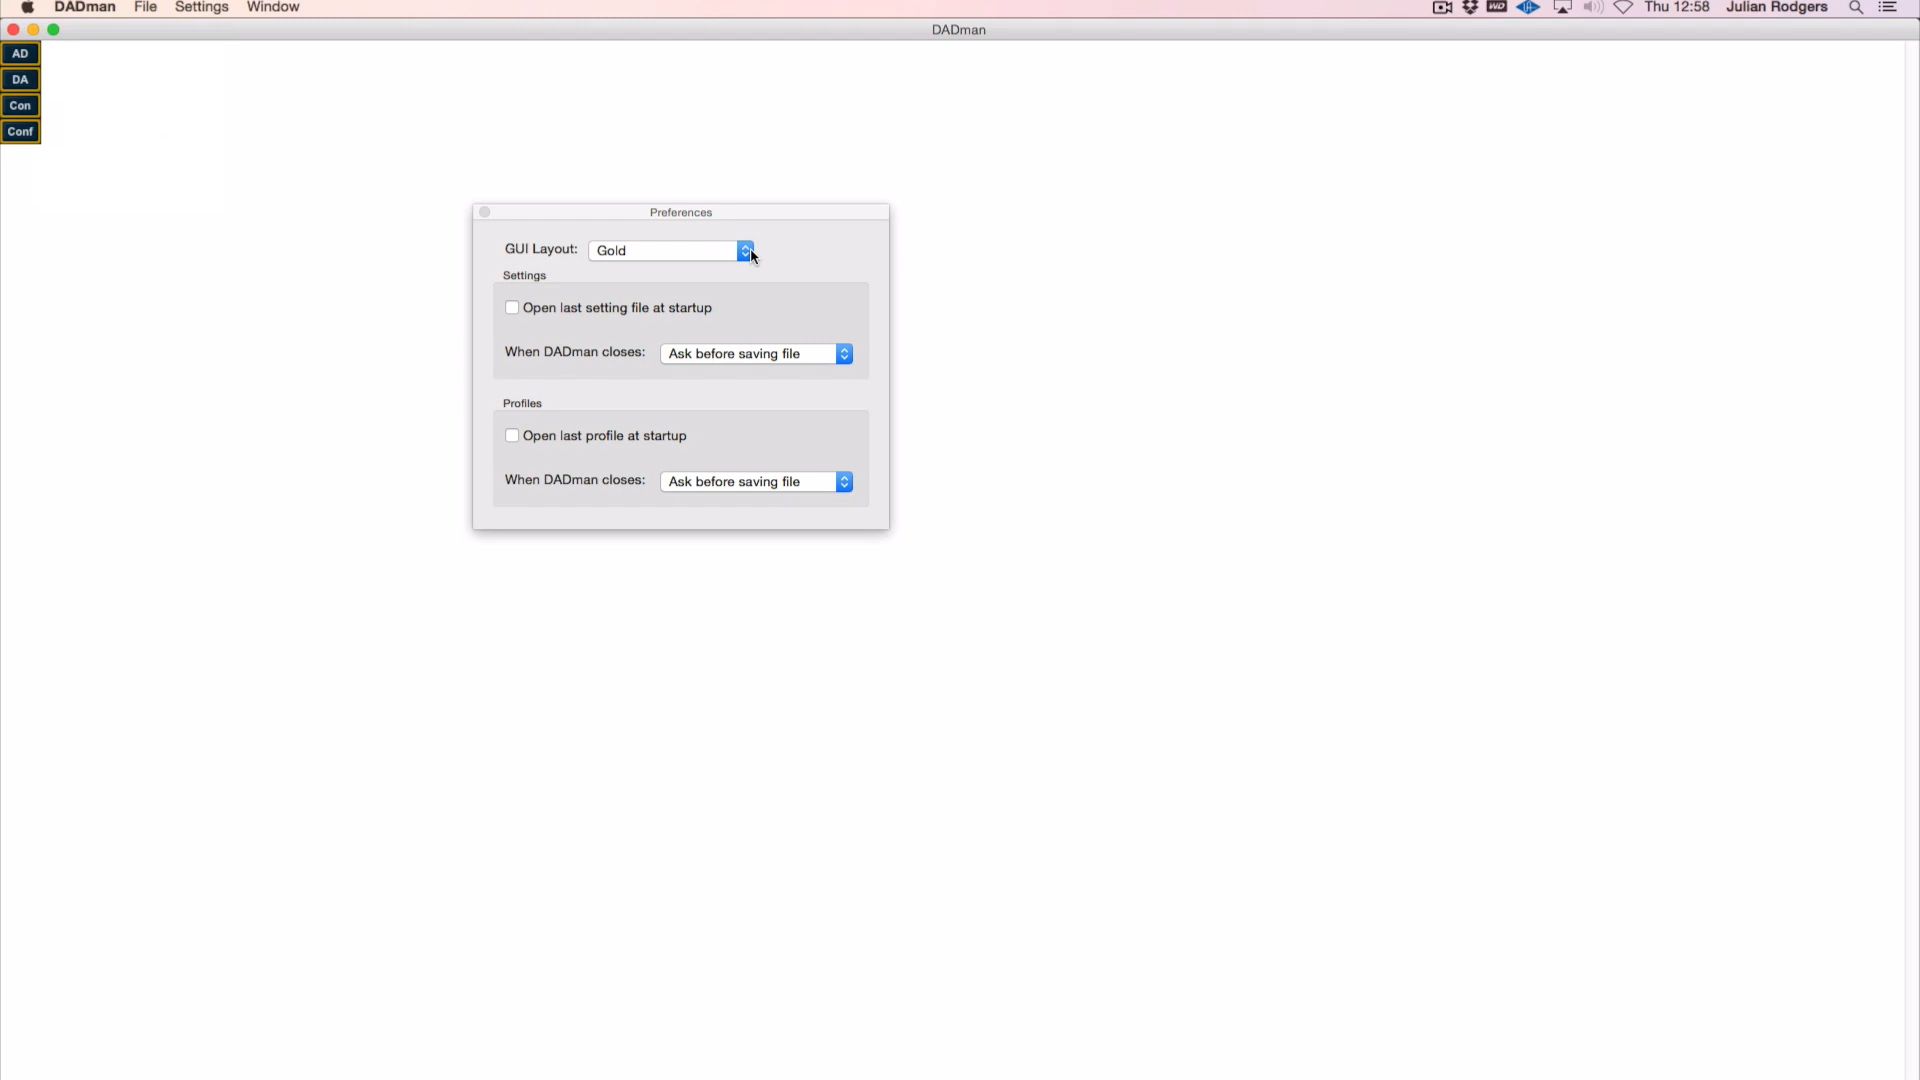 DADman File Settings Window
WD Thu 12:58 Julian Rodgers
DADman
AD
DA
Con
Conf
Preferences
GUI Layout: Gold
Settings
Open last setting file at startup
When DADman closes: Ask before saving file
Profiles
Open last profile at startup
When DADman closes: Ask before saving file